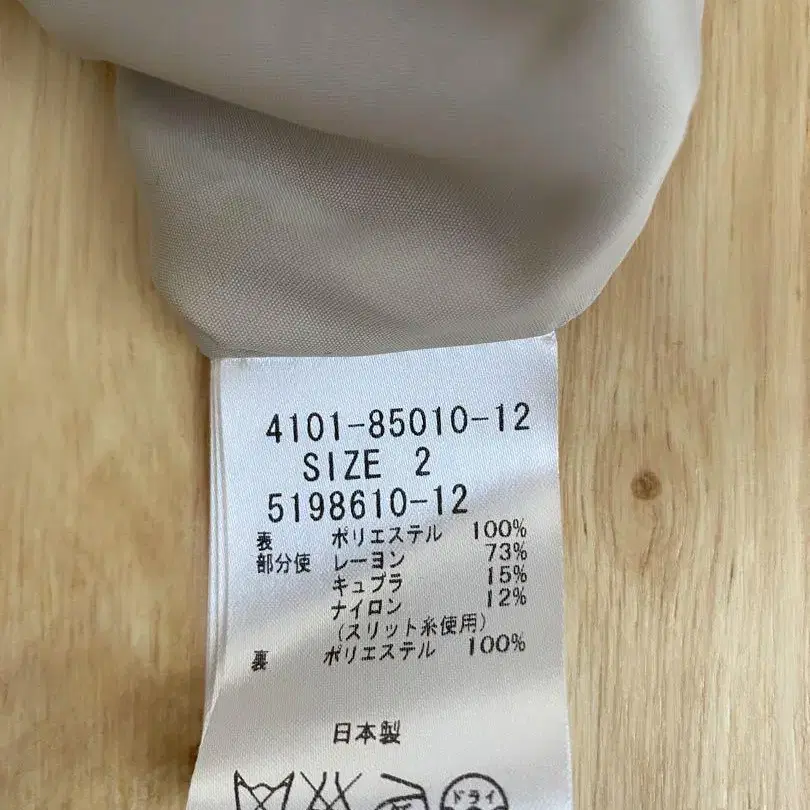 4101-85010-12
SIZE 2
5198610-12
表 ポリエステル 100%
部分使 レーヨン 73%
キュプラ 15%
ナイロン 12%
(スリット糸使用)
裏 ポリエステル 100%
日本製
ドライ